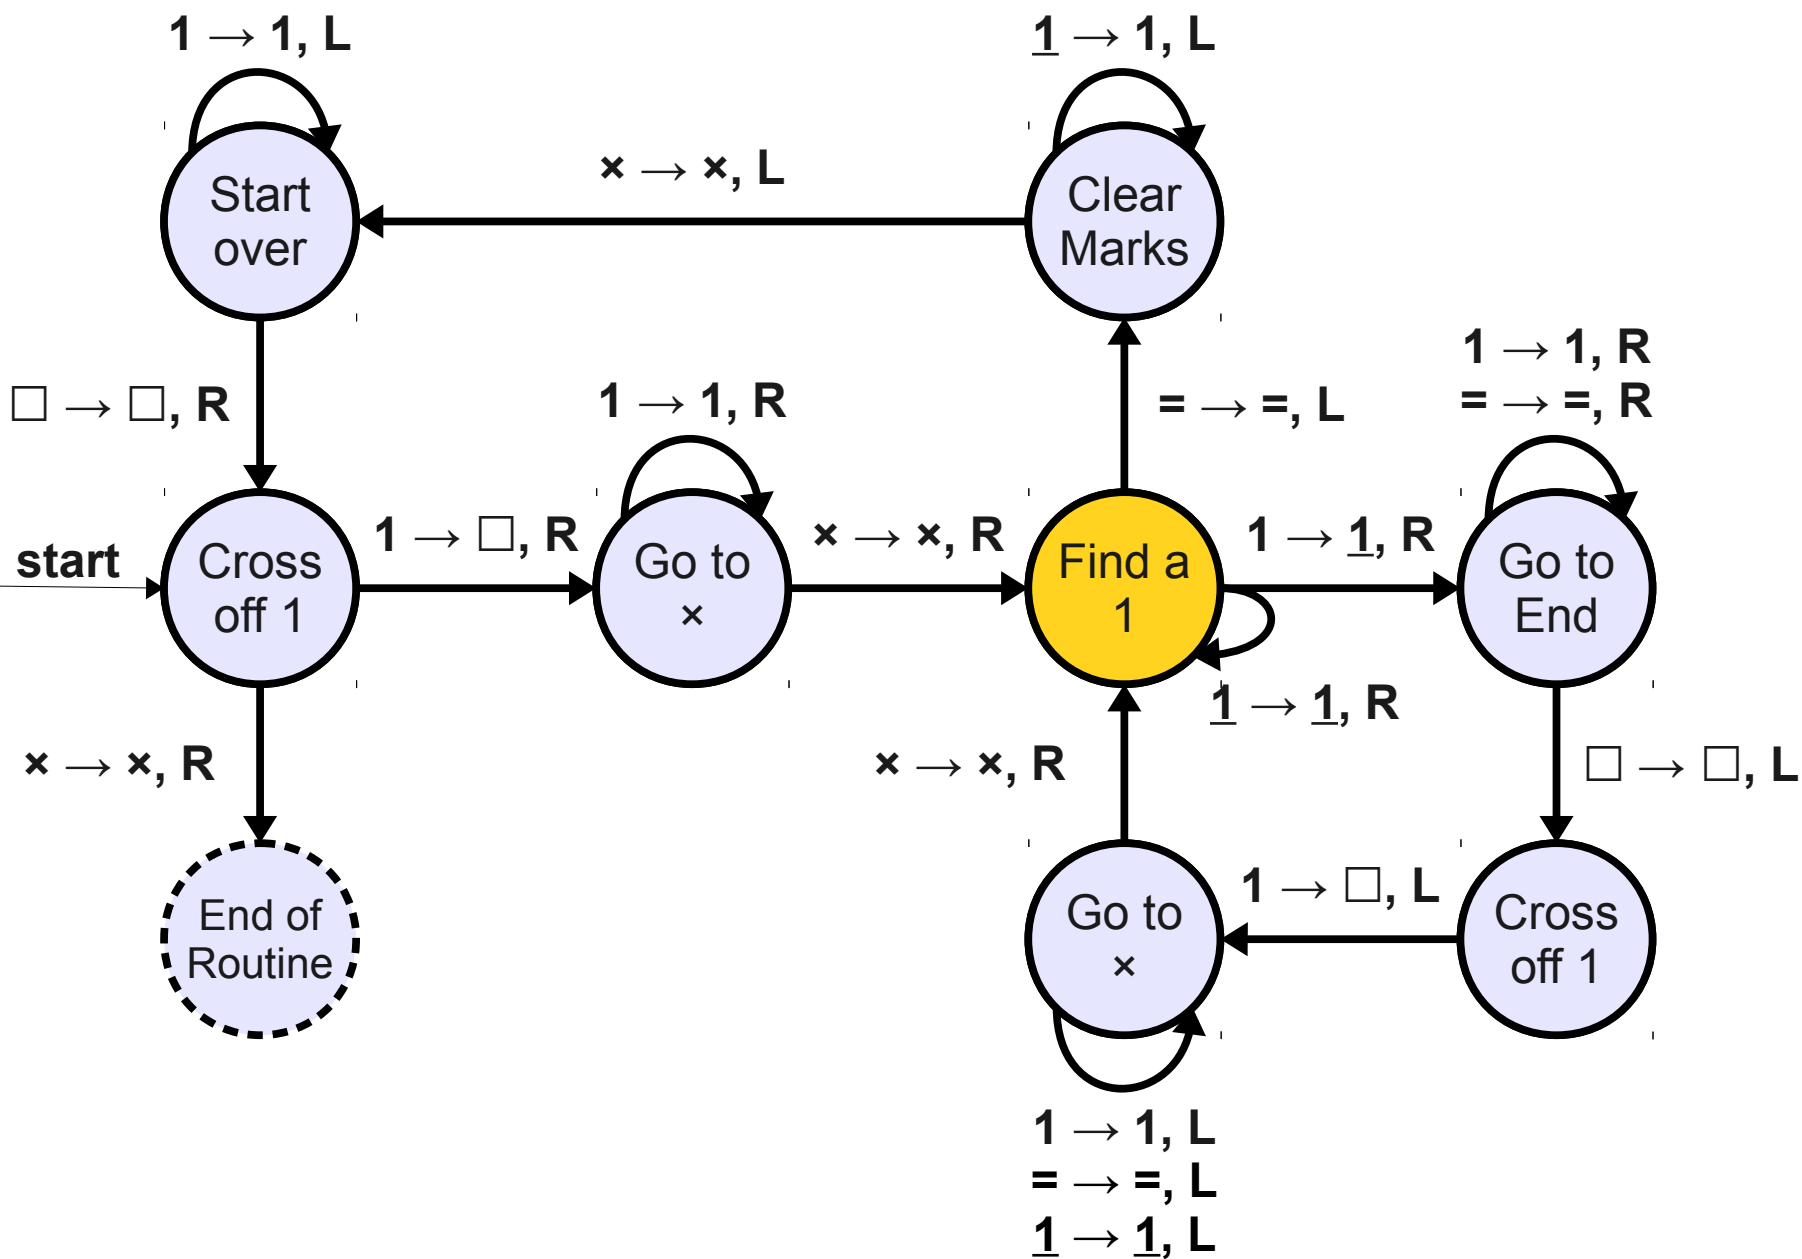 1 → 1, L
1 → 1, L
Start
over
× → ×, L
Clear
Marks
□ → □, R
1 → 1, R
= → =, L
1 → 1, R
= → =, R
start
Cross
off 1
1 → □, R
Go to
×
× → ×, R
Find a
1
1 → 1, R
Go to
End
1 → 1, R
× → ×, R
× → ×, R
□ → □, L
End of
Routine
Go to
×
1 → □, L
Cross
off 1
1 → 1, L
= → =, L
1 → 1, L